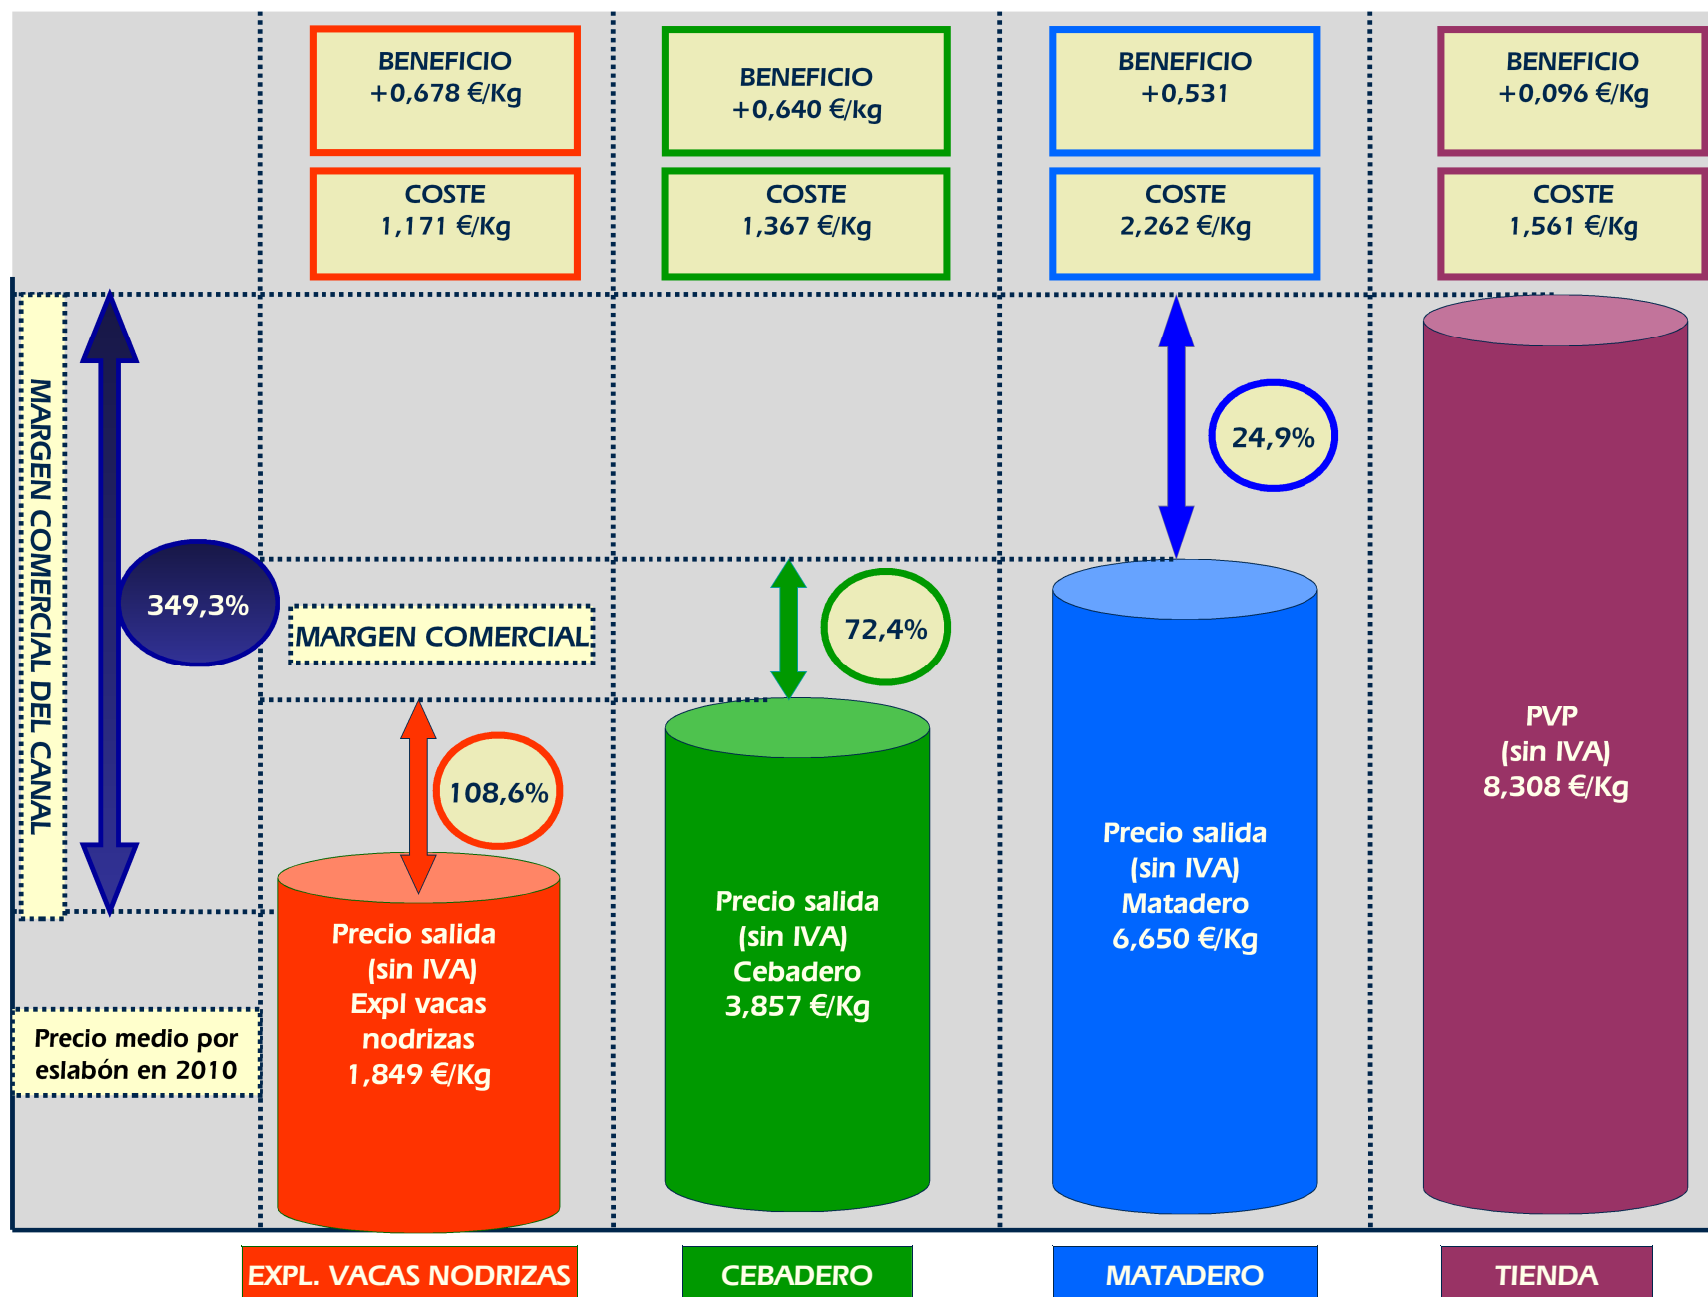 BENEFICIO
+0,678 €/Kg
BENEFICIO
+0,640 €/kg
BENEFICIO
+0,531
BENEFICIO
+0,096 €/Kg
COSTE
1,171 €/Kg
COSTE
1,367 €/Kg
COSTE
2,262 €/Kg
COSTE
1,561 €/Kg
MARGEN COMERCIAL DEL CANAL
349,3%
MARGEN COMERCIAL
108,6%
72,4%
24,9%
Precio medio por
eslabón en 2010
Precio salida
(sin IVA)
Expl vacas
nodrizas
1,849 €/Kg
Precio salida
(sin IVA)
Cebadero
3,857 €/Kg
Precio salida
(sin IVA)
Matadero
6,650 €/Kg
PVP
(sin IVA)
8,308 €/Kg
EXPL. VACAS NODRIZAS
CEBADERO
MATADERO
TIENDA